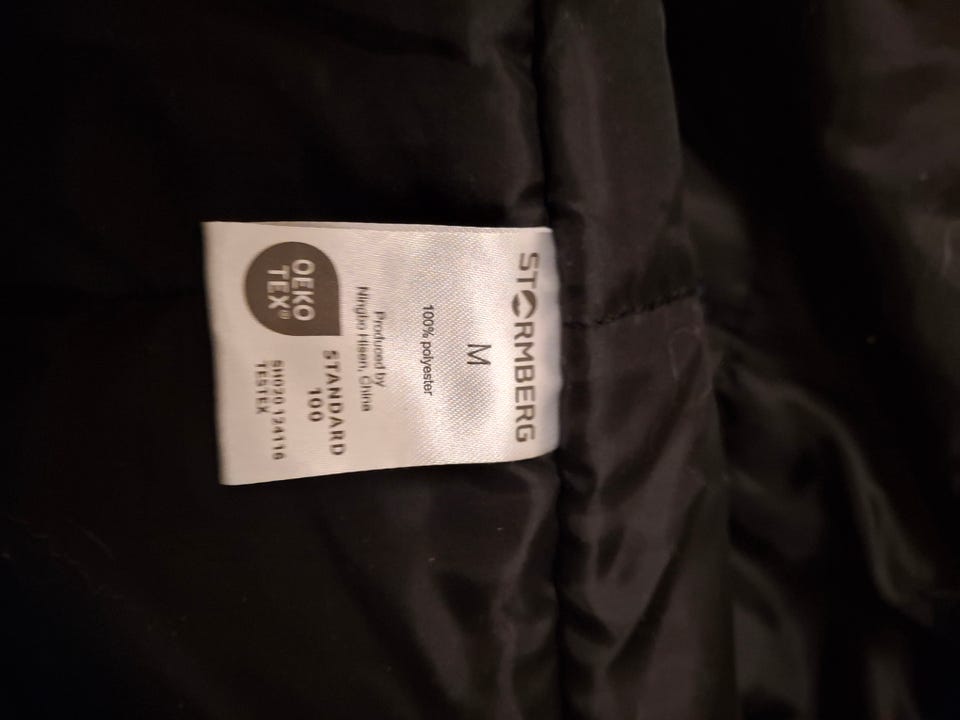 STORMBERG
M
100% polyester
Produced by
Ningbo Hisen, China
OEKO
TEX®
STANDARD
100
SH020 124116
TESTEX